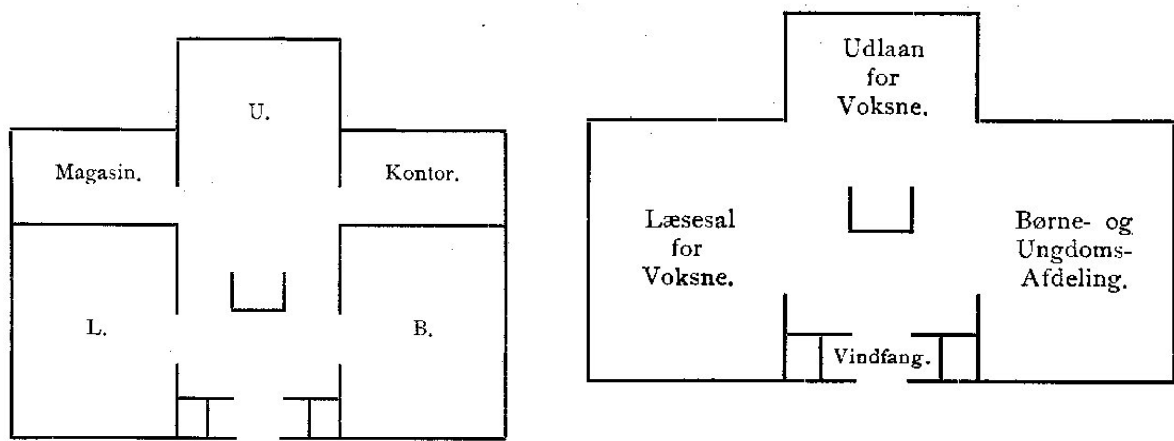 U.
Magasin.
Kontor.
L.
B.
Udlaan
for
Voksne.
Læsesal
for
Voksne.
Børne- og
Ungdoms-
Afdeling.
Vindfang.